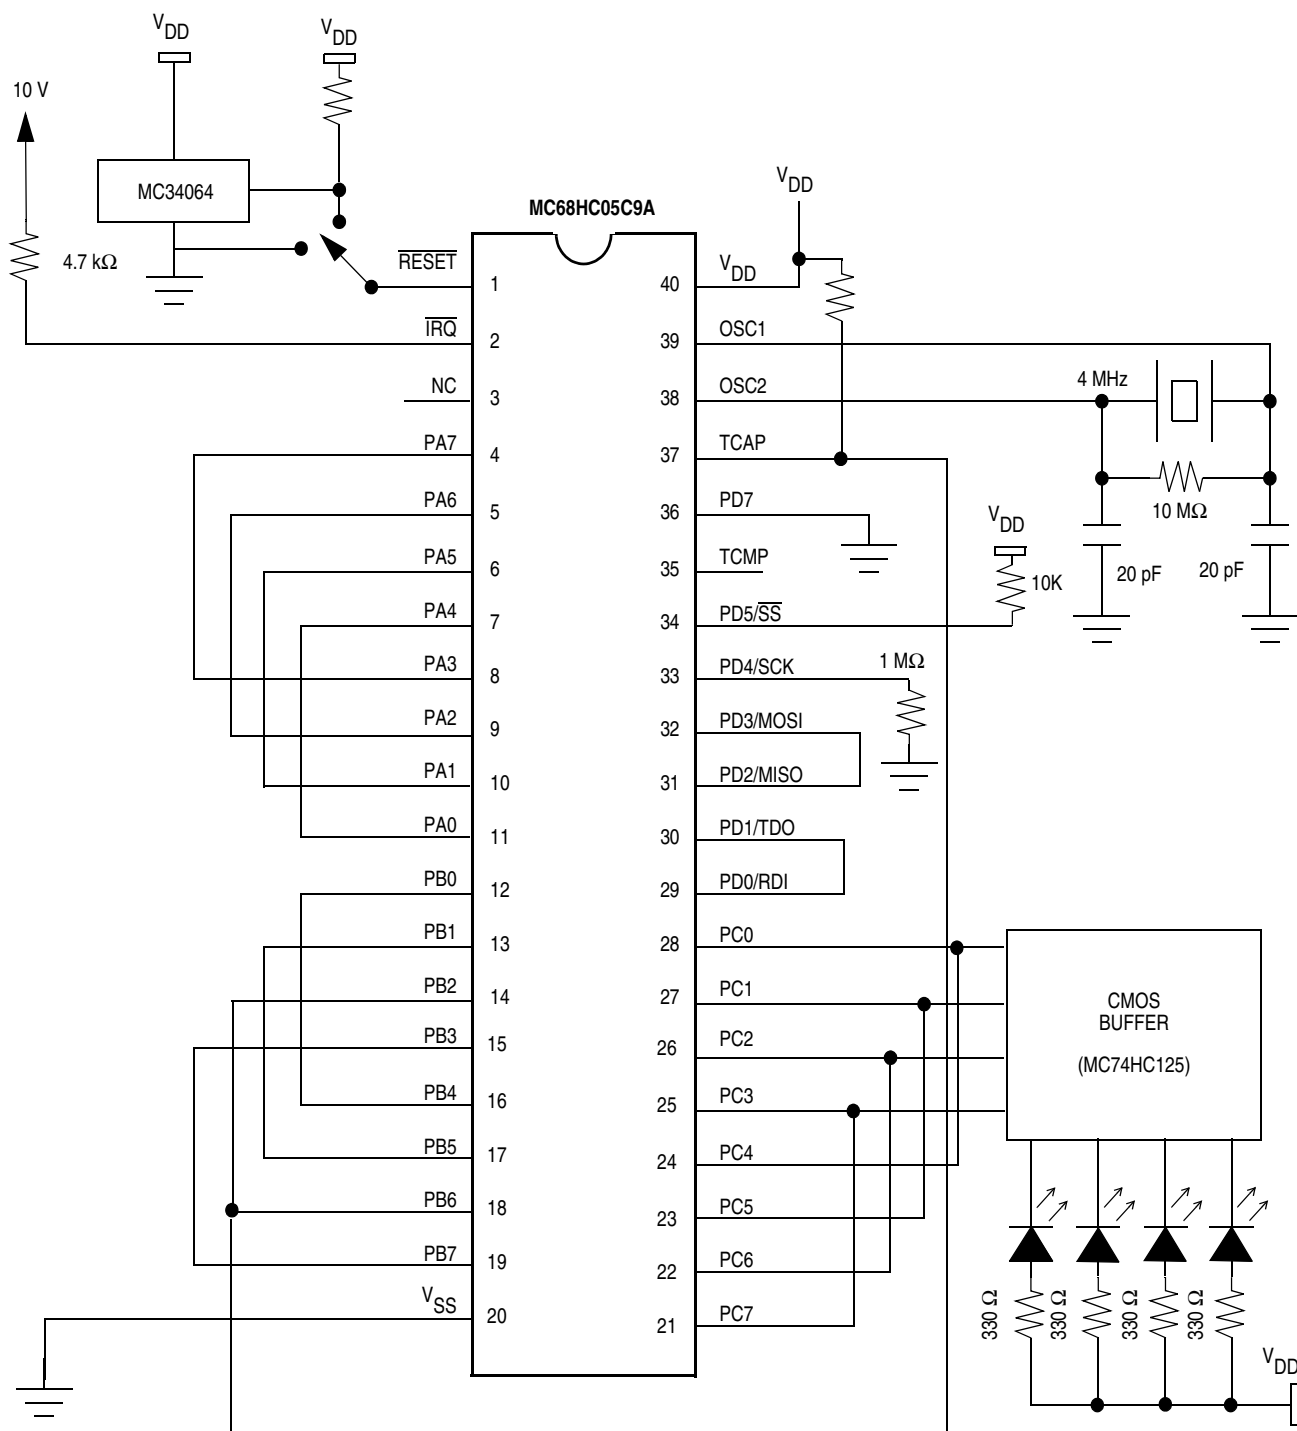 VDD
VDD
10 V
MC34064
4.7 kΩ
MC68HC05C9A
VDD
RESET
1
IRQ
2
NC
3
PA7
4
PA6
5
PA5
6
PA4
7
PA3
8
PA2
9
PA1
10
PA0
11
PB0
12
PB1
13
PB2
14
PB3
15
PB4
16
PB5
17
PB6
18
PB7
19
VSS
20
40
VDD
39
OSC1
38
OSC2
37
TCAP
36
PD7
35
TCMP
34
PD5/SS
33
PD4/SCK
32
PD3/MOSI
31
PD2/MISO
30
PD1/TDO
29
PD0/RDI
28
PC0
27
PC1
26
PC2
25
PC3
24
PC4
23
PC5
22
PC6
21
PC7
4 MHz
10 MΩ
20 pF
20 pF
VDD
10K
1 MΩ
CMOS
BUFFER
(MC74HC125)
330 Ω
330 Ω
330 Ω
330 Ω
VDD